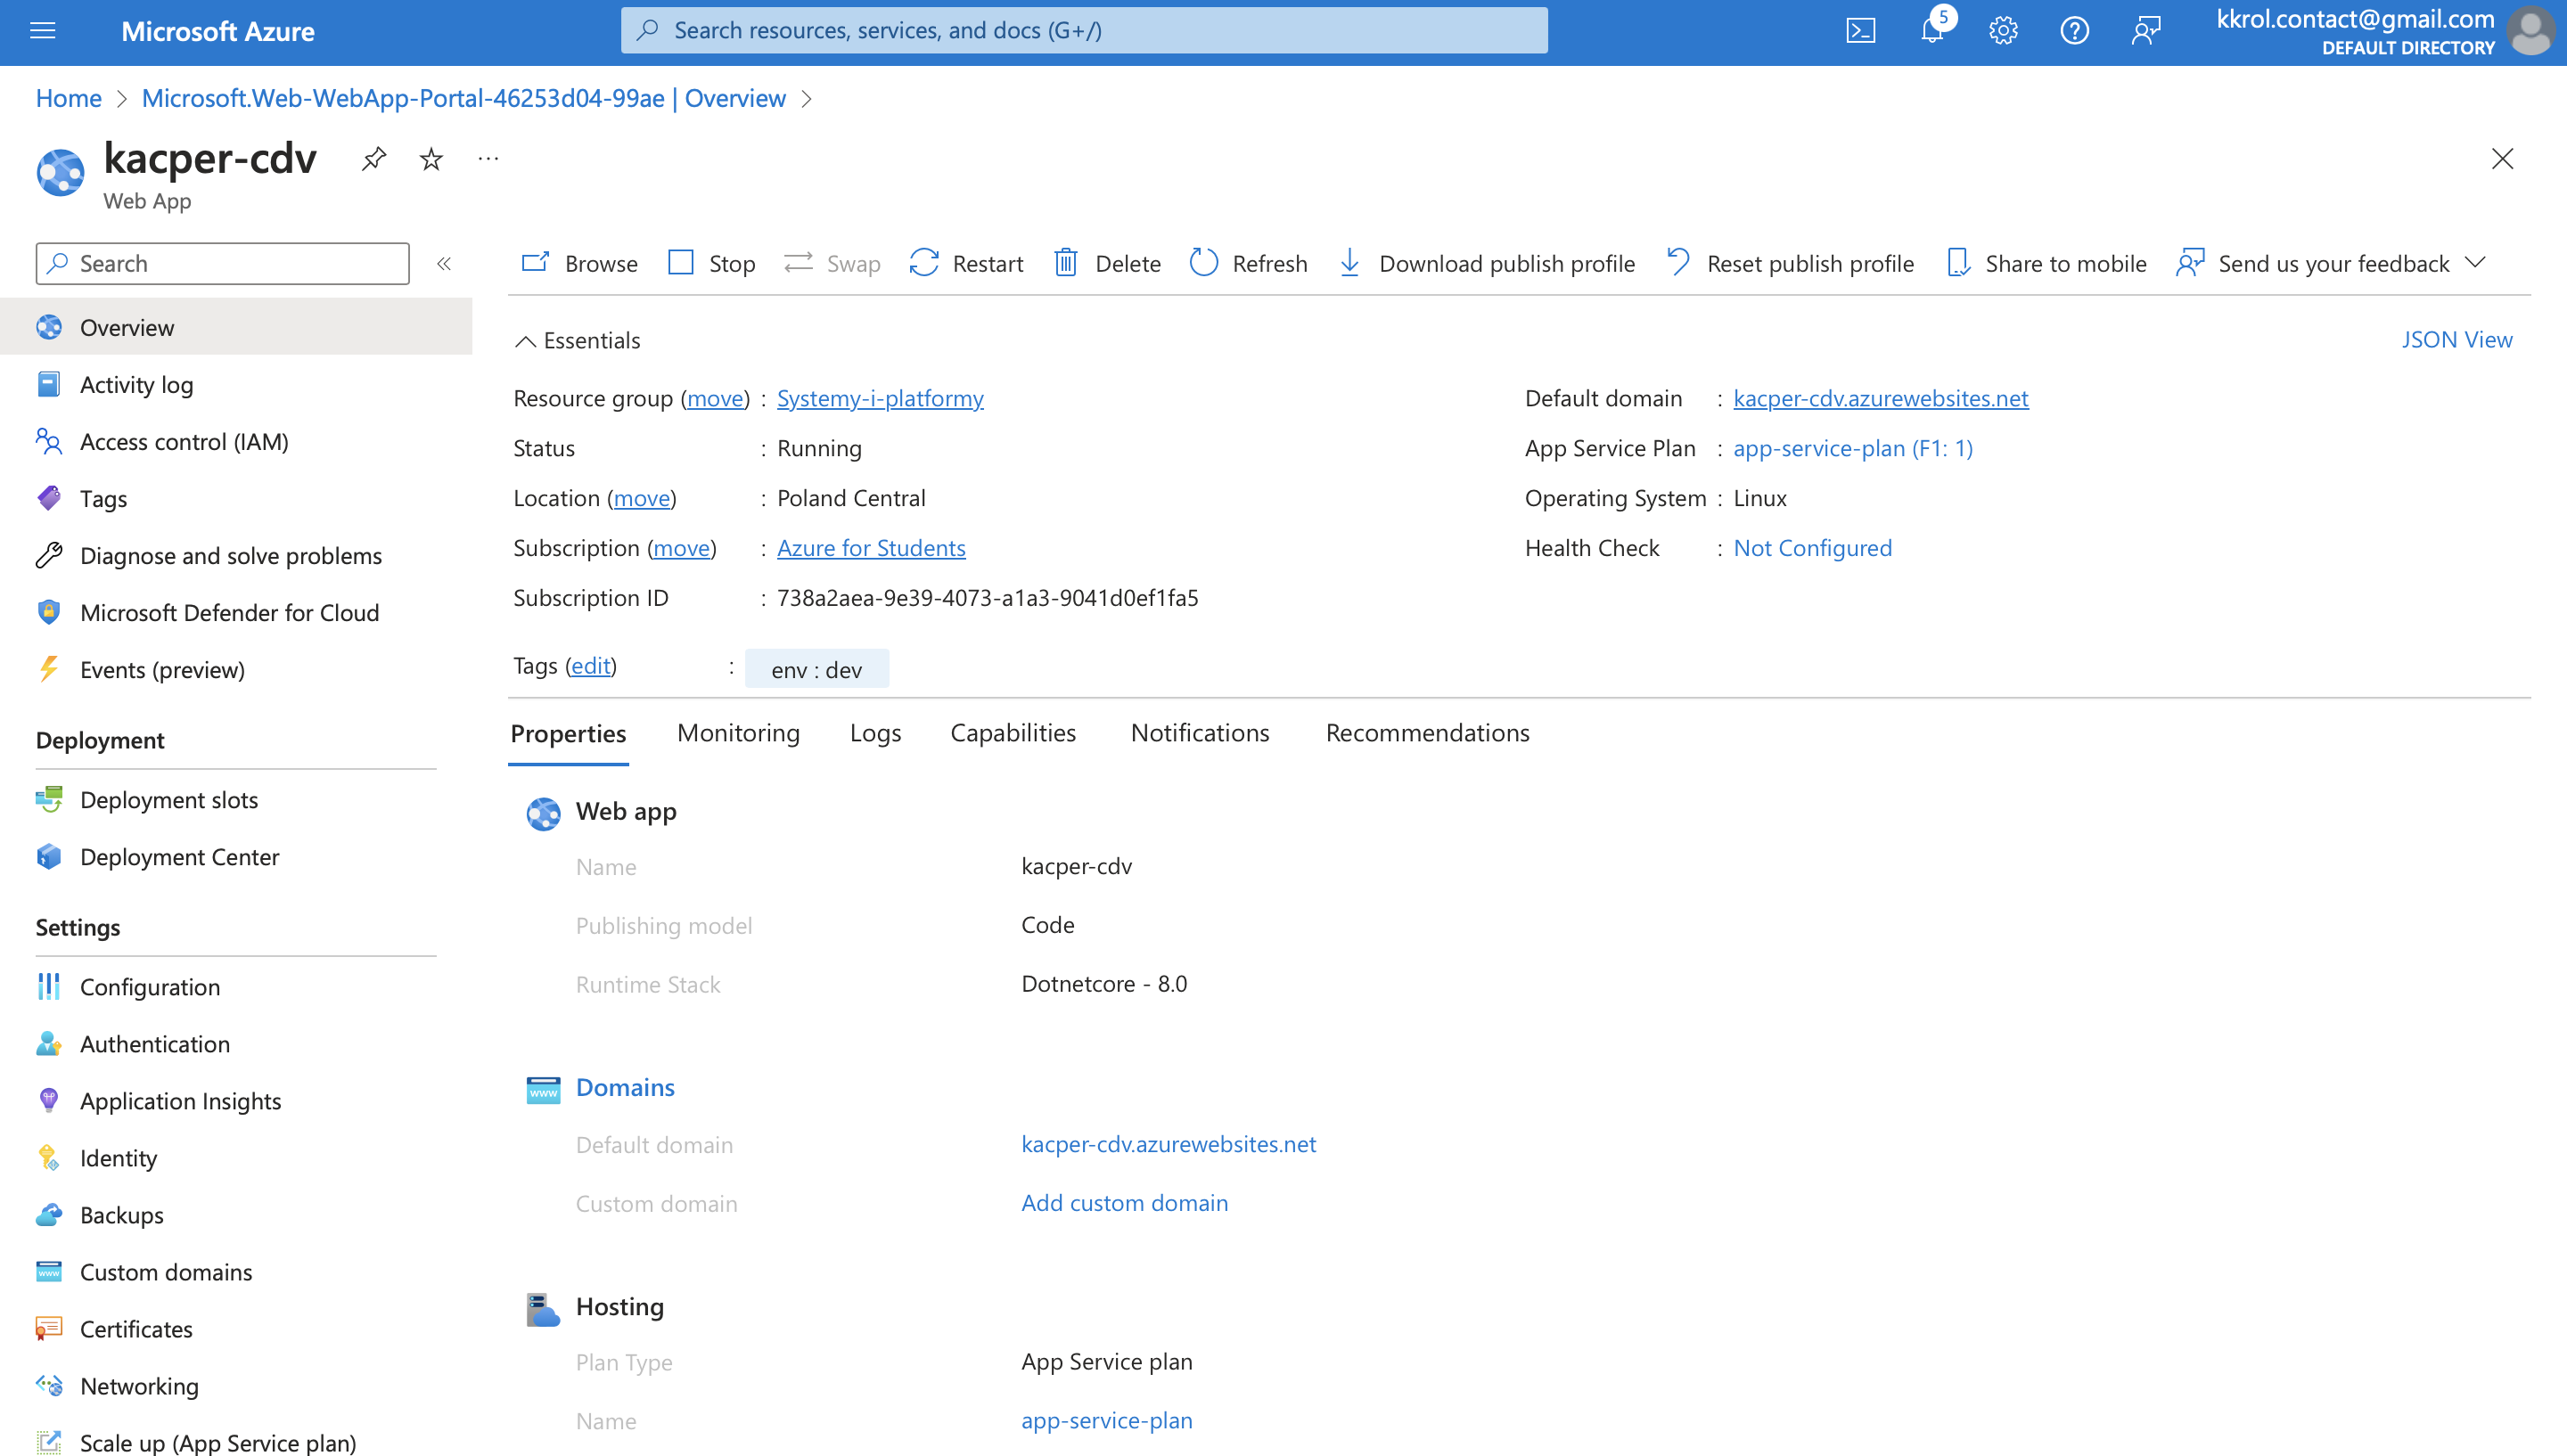 Microsoft Azure
Search resources, services, and docs (G+/)
5
kkrol.contact@gmail.com
DEFAULT DIRECTORY
Home > Microsoft.Web-WebApp-Portal-46253d04-99ae | Overview >
kacper-cdv
Web App
Search
Overview
Activity log
Access control (IAM)
Tags
Diagnose and solve problems
Microsoft Defender for Cloud
Events (preview)
Deployment
Deployment slots
Deployment Center
Settings
Configuration
Authentication
Application Insights
Identity
Backups
Custom domains
Certificates
Networking
Scale up (App Service plan)
Browse Stop Swap Restart Delete Refresh Download publish profile Reset publish profile Share to mobile Send us your feedback
Essentials
JSON View
Resource group (move) : Systemy-i-platformy
Status : Running
Location (move) : Poland Central
Subscription (move) : Azure for Students
Subscription ID : 738a2aea-9e39-4073-a1a3-9041d0ef1fa5
Default domain : kacper-cdv.azurewebsites.net
App Service Plan : app-service-plan (F1: 1)
Operating System : Linux
Health Check : Not Configured
Tags (edit) : env : dev
Properties Monitoring Logs Capabilities Notifications Recommendations
Web app
Name kacper-cdv
Publishing model Code
Runtime Stack Dotnetcore - 8.0
www Domains
Default domain kacper-cdv.azurewebsites.net
Custom domain Add custom domain
Hosting
Plan Type App Service plan
Name app-service-plan